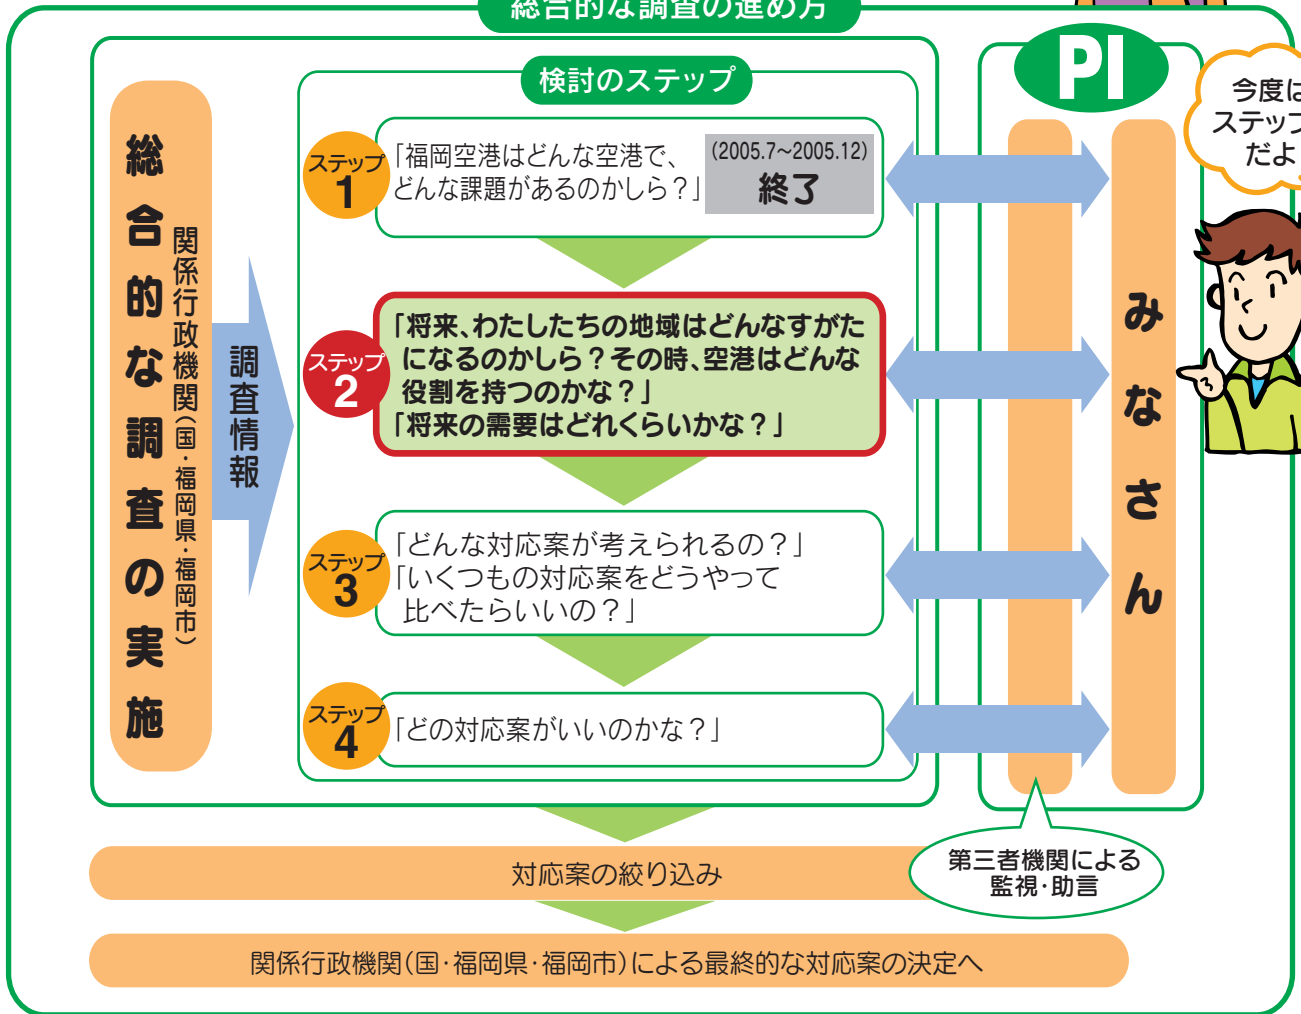 総合的な調査の進め方
検討のステップ
PI
総合的な調査の実施
関係行政機関(国・福岡県・福岡市)
調査情報
ステップ
1
「福岡空港はどんな空港で、
どんな課題があるのかしら?」
(2005.7~2005.12)
終了
ステップ
2
「将来、わたしたちの地域はどんなすがた
になるのかしら?その時、空港はどんな
役割を持つのかな?」
「将来の需要はどれくらいかな?」
ステップ
3
「どんな対応案が考えられるの?」
「いくつもの対応案をどうやって
比べたらいいの?」
ステップ
4
「どの対応案がいいのかな?」
みなさん
今度は
ステップ
だよ
第三者機関による
監視・助言
対応案の絞り込み
関係行政機関(国・福岡県・福岡市)による最終的な対応案の決定へ